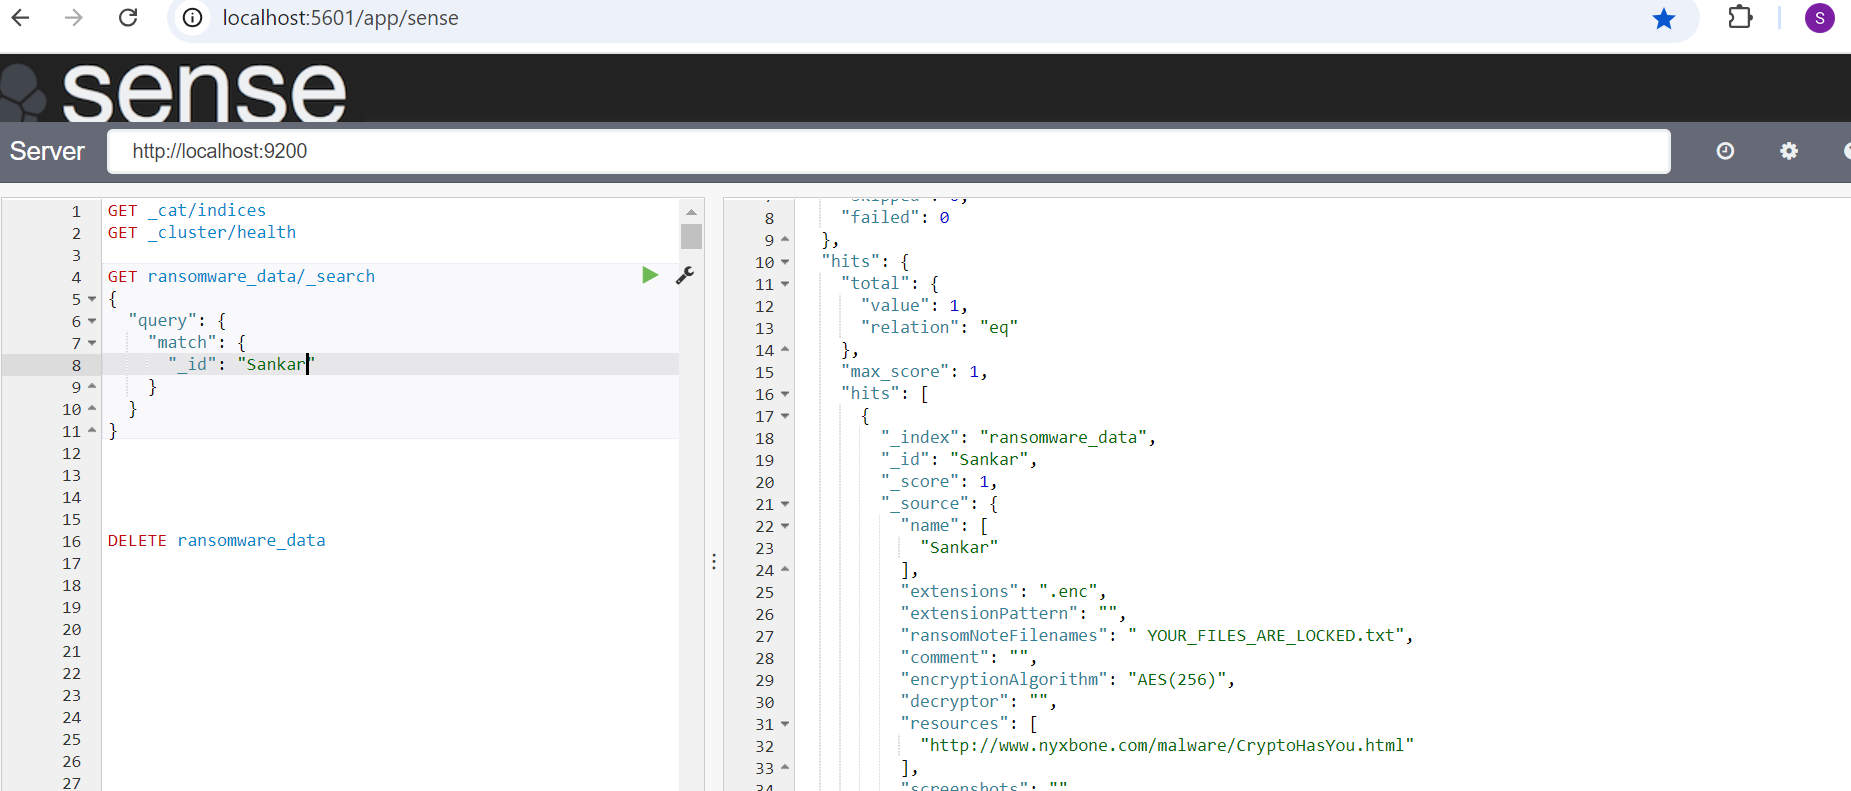 localhost:5601/app/sense
S
sense
Server
http://localhost:9200
1 GET _cat/indices
2 GET _cluster/health
3
4 GET ransomware_data/_search
5 {
6 "query": {
7 "match": {
8 "_id": "Sankar"
9 }
10 }
11 }
12
13
14
15
16 DELETE ransomware_data
17
18
19
20
21
22
23
24
25
26
27
8 "failed": 0
9 },
10 "hits": {
11 "total": {
12 "value": 1,
13 "relation": "eq"
14 },
15 "max_score": 1,
16 "hits": [
17 {
18 "_index": "ransomware_data",
19 "_id": "Sankar",
20 "_score": 1,
21 "_source": {
22 "name": [
23 "Sankar"
24 ],
25 "extensions": ".enc",
26 "extensionPattern": "",
27 "ransomNoteFilenames": " YOUR_FILES_ARE_LOCKED.txt",
28 "comment": "",
29 "encryptionAlgorithm": "AES(256)",
30 "decryptor": "",
31 "resources": [
32 "http://www.nyxbone.com/malware/CryptoHasYou.html"
33 ],
34 "screenshots": ""